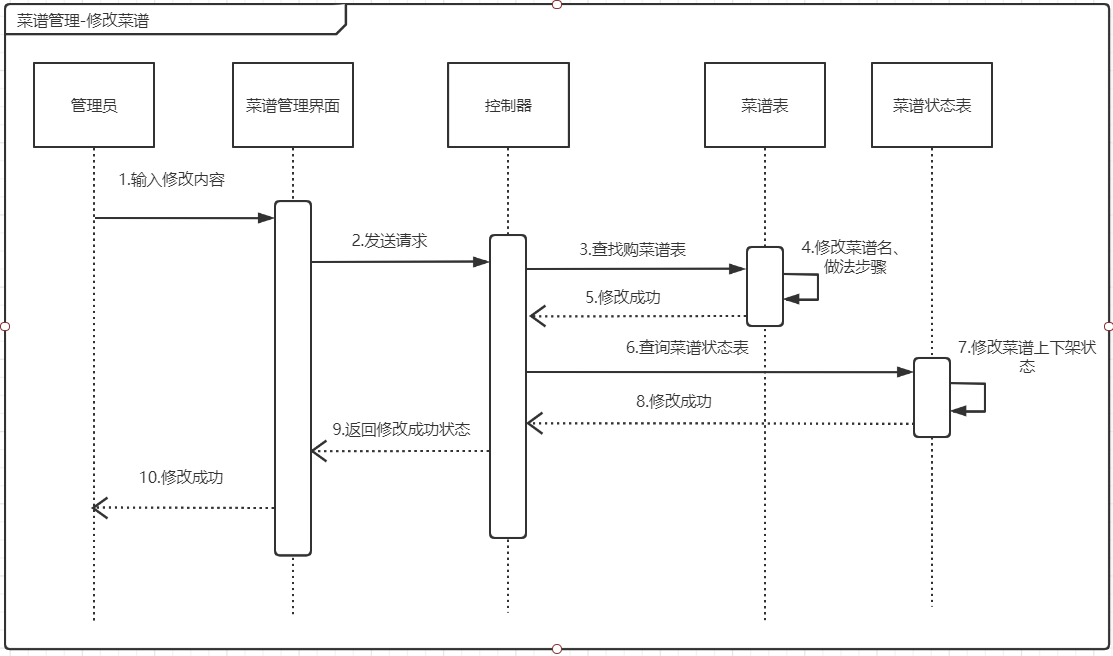 菜谱管理-修改菜谱
管理员
菜谱管理界面
控制器
菜谱表
菜谱状态表
1.输入修改内容
2.发送请求
3.查找购菜谱表
4.修改菜谱名、
做法步骤
5.修改成功
6.查询菜谱状态表
7.修改菜谱上下架状
态
8.修改成功
9.返回修改成功状态
10.修改成功